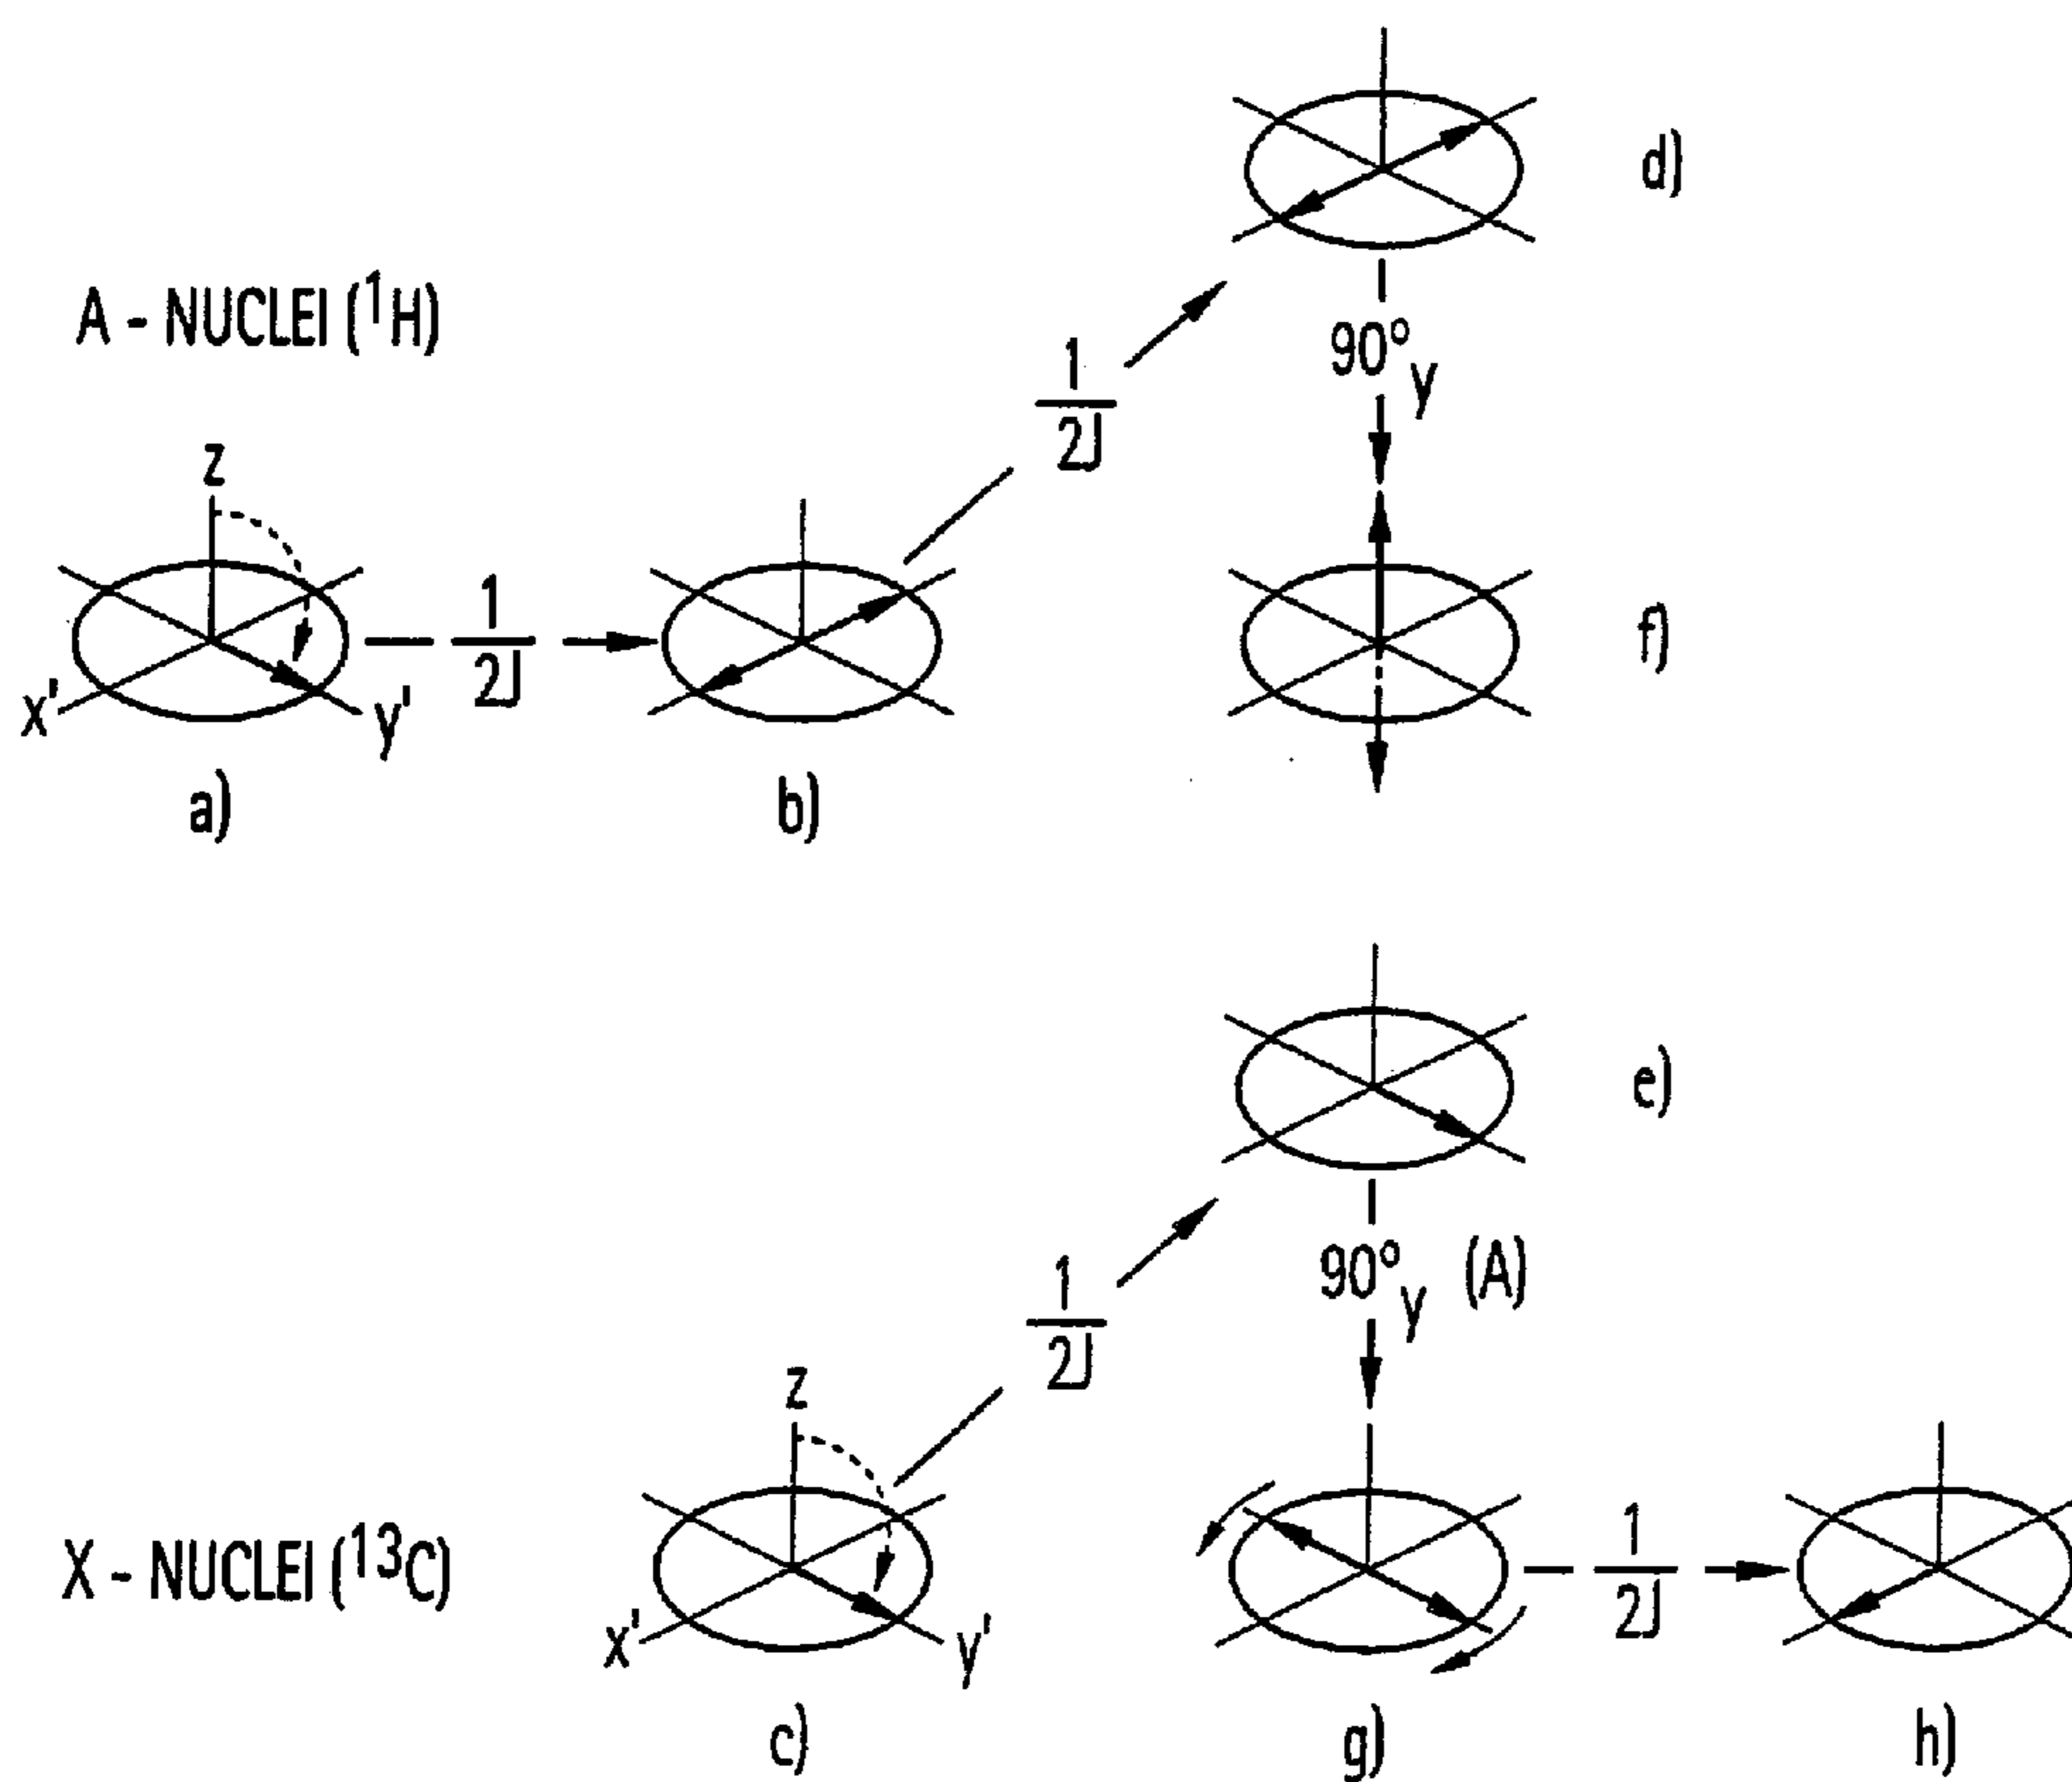 d)
A - NUCLEI (¹H)
90°y
1
2J
z
1
2J
f)
x'
y'
a)
b)
e)
1
2J
90°y (A)
z
X - NUCLEI (¹³C)
1
2J
x'
y'
c)
g)
h)